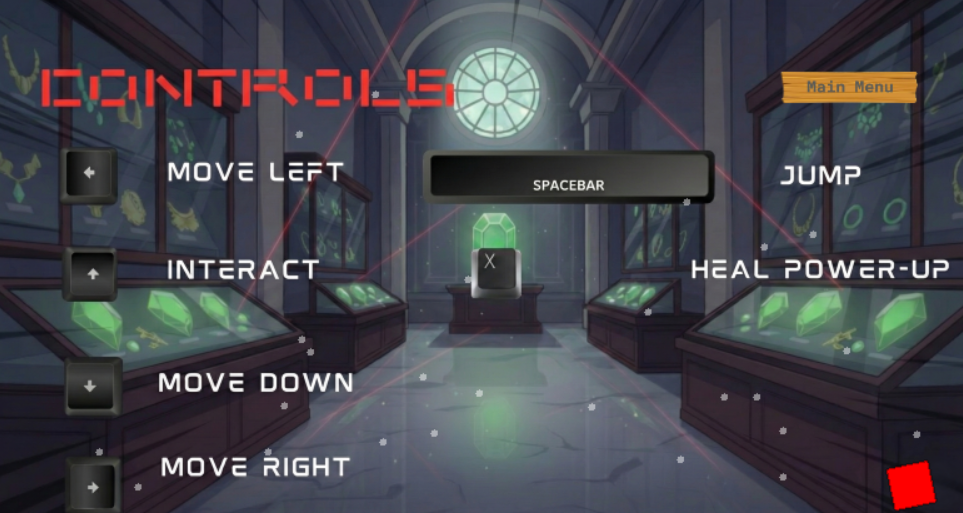 CONTROLS
Main Menu
MOVE LEFT
SPACEBAR
JUMP
INTERACT
X
HEAL POWER-UP
MOVE DOWN
MOVE RIGHT